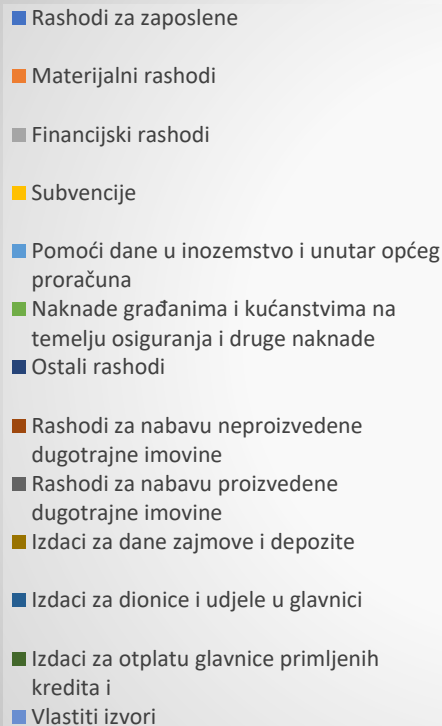 Rashodi za zaposlene
Materijalni rashodi
Financijski rashodi
Subvencije
Pomoći dane u inozemstvo i unutar općeg
proračuna
Naknade građanima i kućanstvima na
temelju osiguranja i druge naknade
Ostali rashodi
Rashodi za nabavu neproizvedene
dugotrajne imovine
Rashodi za nabavu proizvedene
dugotrajne imovine
Izdaci za dane zajmove i depozite
Izdaci za dionice i udjele u glavnici
Izdaci za otplatu glavnice primljenih
kredita i
Vlastiti izvori